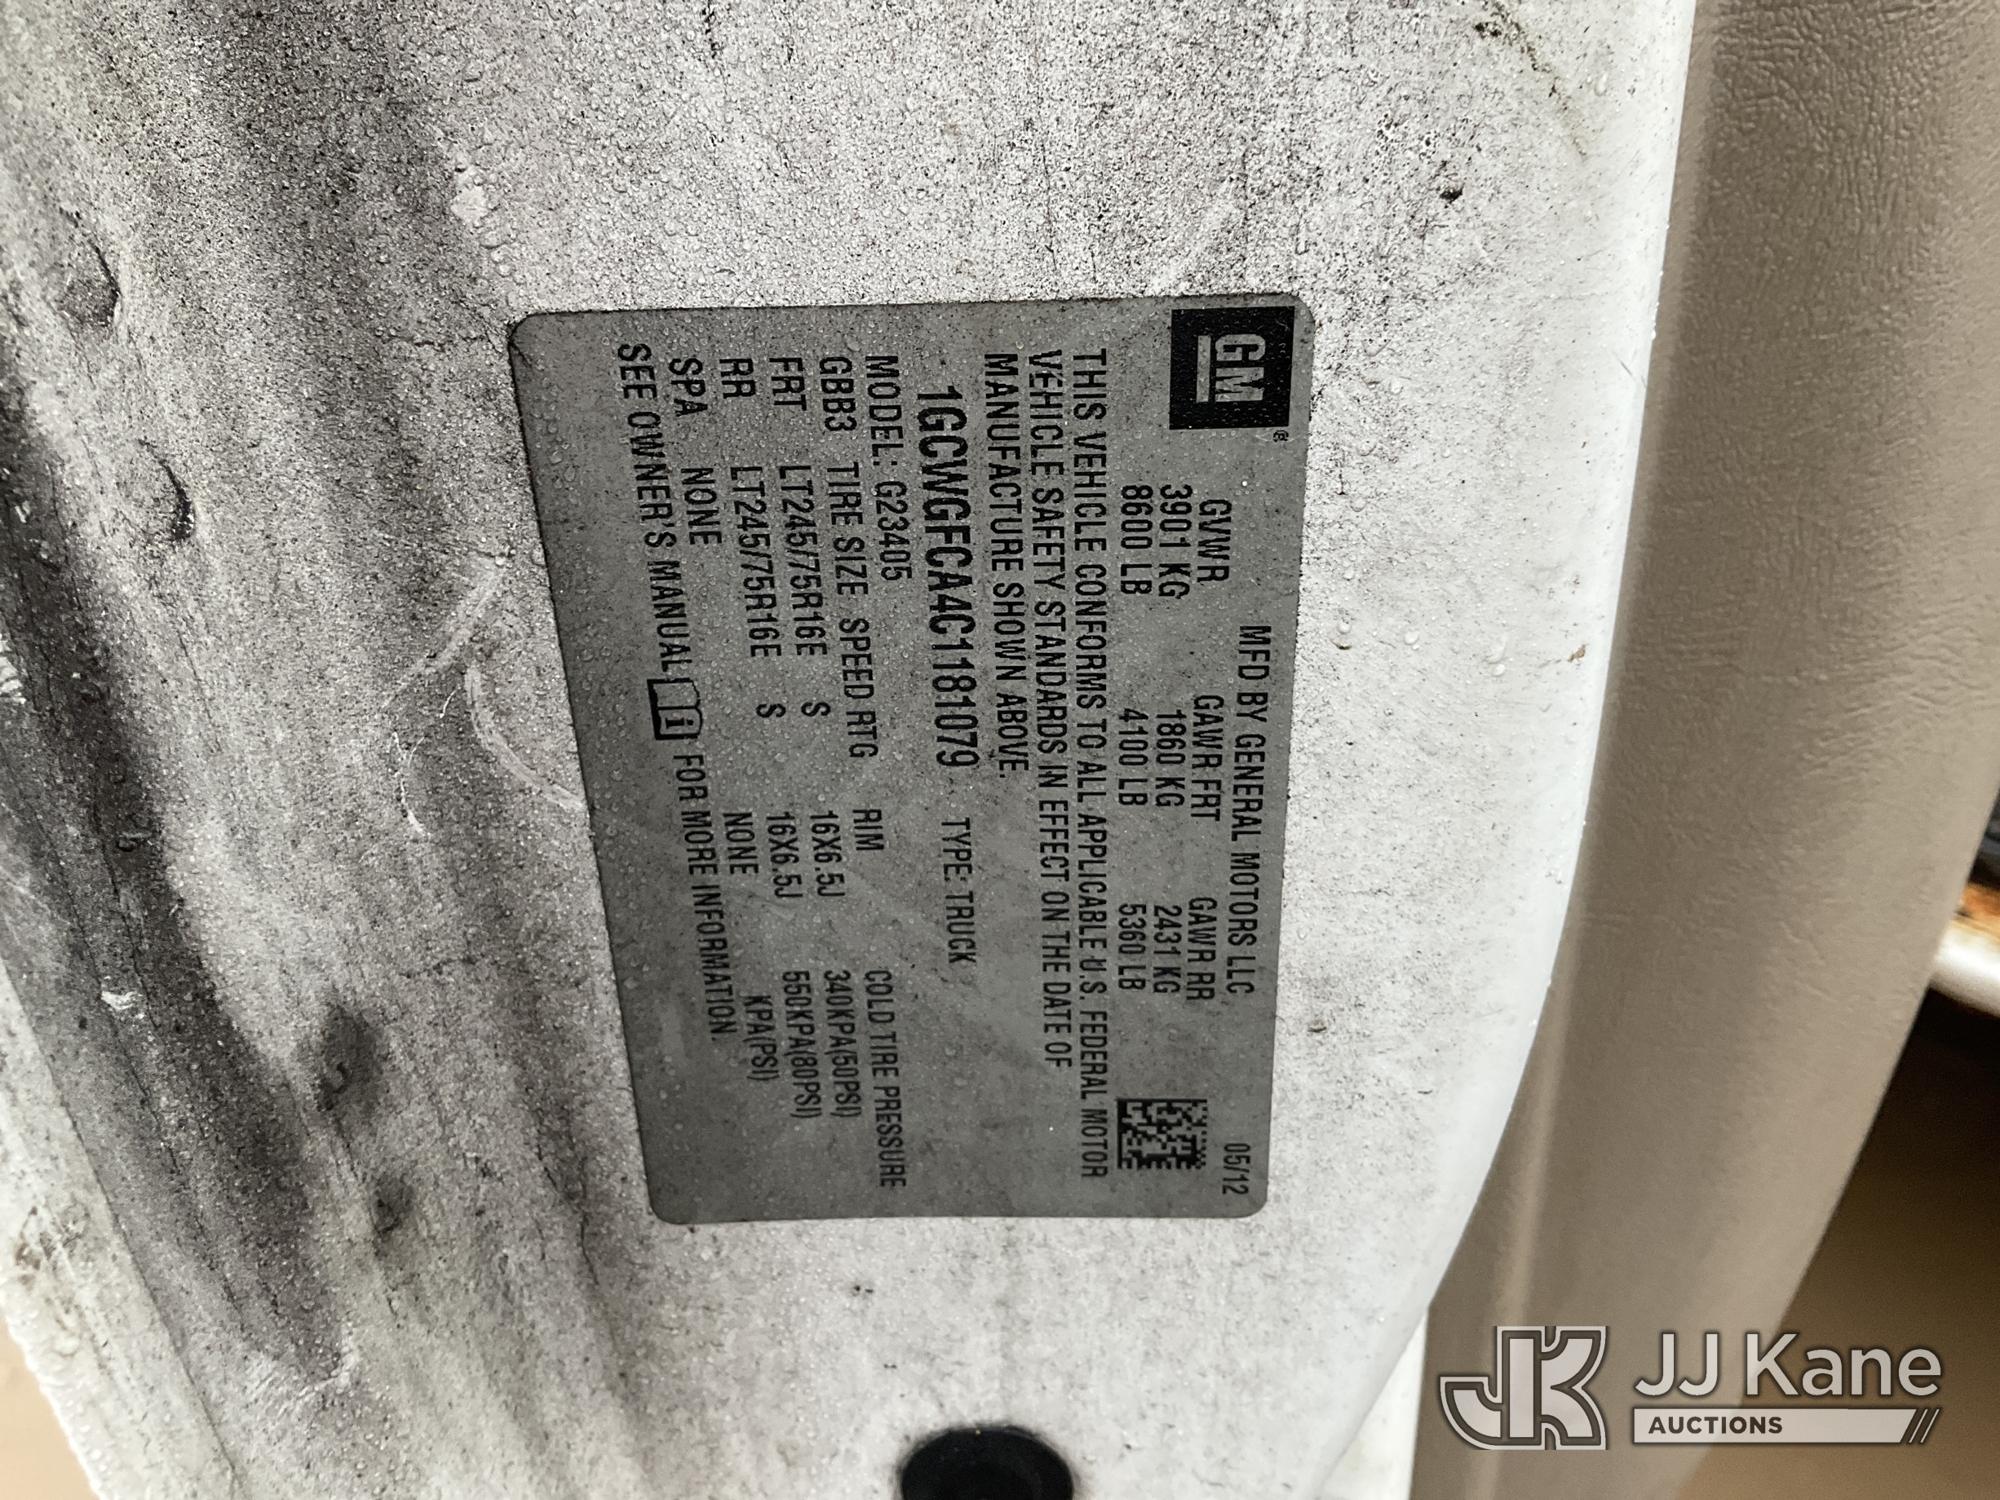 GM®
MFD BY GENERAL MOTORS LLC 05/12
GVWR GAWR FRT GAWR RR
3901 KG 1860 KG 2431 KG
8600 LB 4100 LB 5360 LB
THIS VEHICLE CONFORMS TO ALL APPLICABLE U.S. FEDERAL MOTOR
VEHICLE SAFETY STANDARDS IN EFFECT ON THE DATE OF
MANUFACTURE SHOWN ABOVE.
1GCWGFCA4C1181079 TYPE: TRUCK
MODEL: G23405
GBB3 TIRE SIZE SPEED RTG RIM COLD TIRE PRESSURE
FRT LT245/75R16E S 16X6.5J 340KPA(50PSI)
RR LT245/75R16E S 16X6.5J 550KPA(80PSI)
SPA NONE NONE KPA(PSI)
SEE OWNER'S MANUAL FOR MORE INFORMATION.
JK JJ Kane
AUCTIONS